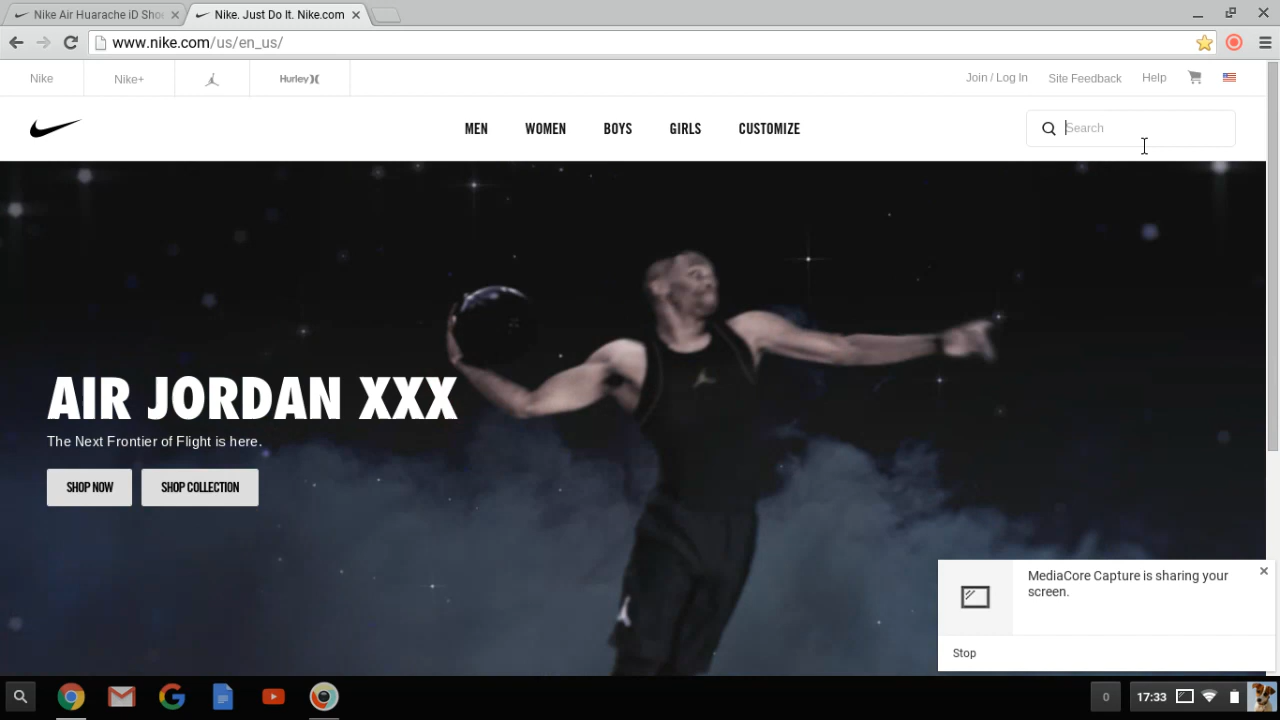 Nike Air Huarache iD Shoe
Nike. Just Do It. Nike.com
www.nike.com/us/en_us/
Nike
Nike+
Hurley
Join / Log In
Site Feedback
Help
MEN
WOMEN
BOYS
GIRLS
CUSTOMIZE
Search
AIR JORDAN XXX
The Next Frontier of Flight is here.
SHOP NOW
SHOP COLLECTION
MediaCore Capture is sharing your
screen.
Stop
0
17:33